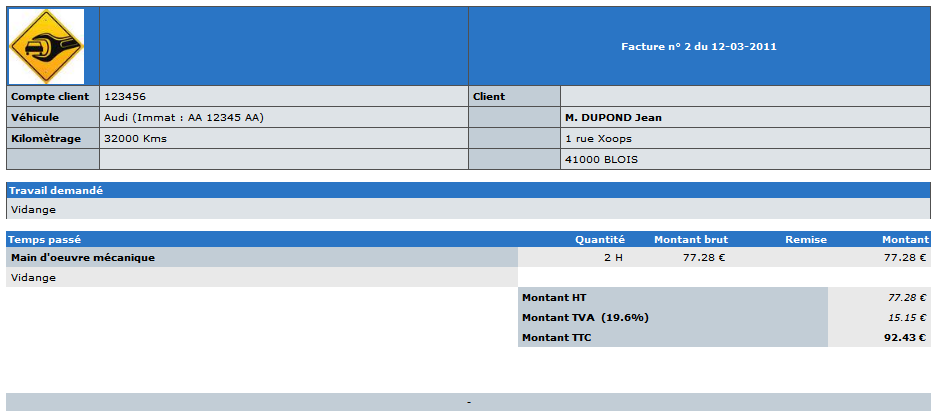 Facture n° 2 du 12-03-2011
Compte client 123456 Client
Véhicule Audi (Immat : AA 12345 AA) M. DUPOND Jean
Kilomètrage 32000 Kms 1 rue Xoops
41000 BLOIS
Travail demandé
Vidange
Temps passé Quantité Montant brut Remise Montant
Main d'oeuvre mécanique 2 H 77.28 € 77.28 €
Vidange
Montant HT 77.28 €
Montant TVA (19.6%) 15.15 €
Montant TTC 92.43 €
-